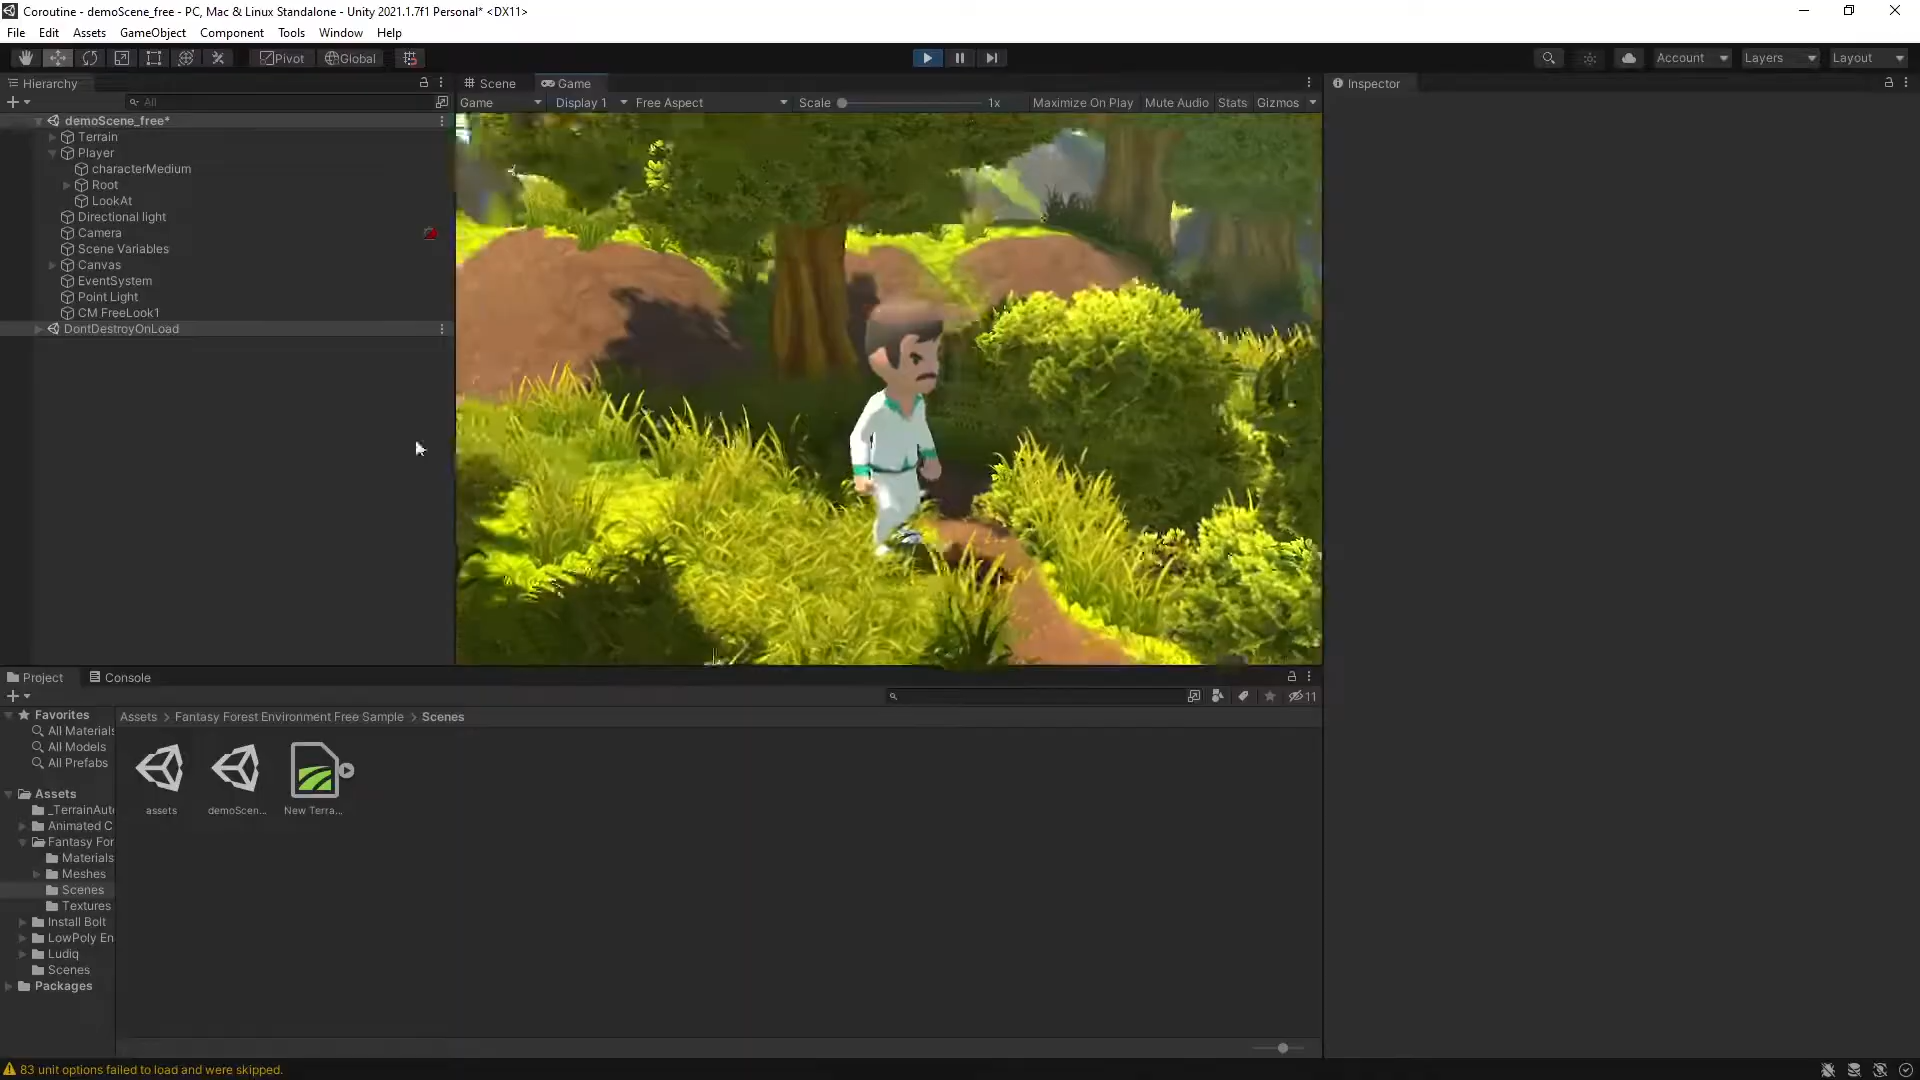 Coroutine - demoScene_free - PC, Mac & Linux Standalone - Unity 2021.1.7f1 Personal* <DX11>
File Edit Assets GameObject Component Tools Window Help
Pivot Global Account Layers Layout
Hierarchy
All
demoScene_free*
Terrain
Player
characterMedium
Root
LookAt
Directional light
Camera
Scene Variables
Canvas
EventSystem
Point Light
CM FreeLook1
DontDestroyOnLoad
Scene Game
Game Display 1 Free Aspect Scale 1x Maximize On Play Mute Audio Stats Gizmos
Inspector
Project Console
11
Favorites
All Materials
All Models
All Prefabs
Assets
_TerrainAuto
Animated C
Fantasy For
Materials
Meshes
Scenes
Textures
Install Bolt
LowPoly En
Ludiq
Scenes
Packages
Assets > Fantasy Forest Environment Free Sample > Scenes
assets demoScen... New Terra...
83 unit options failed to load and were skipped.